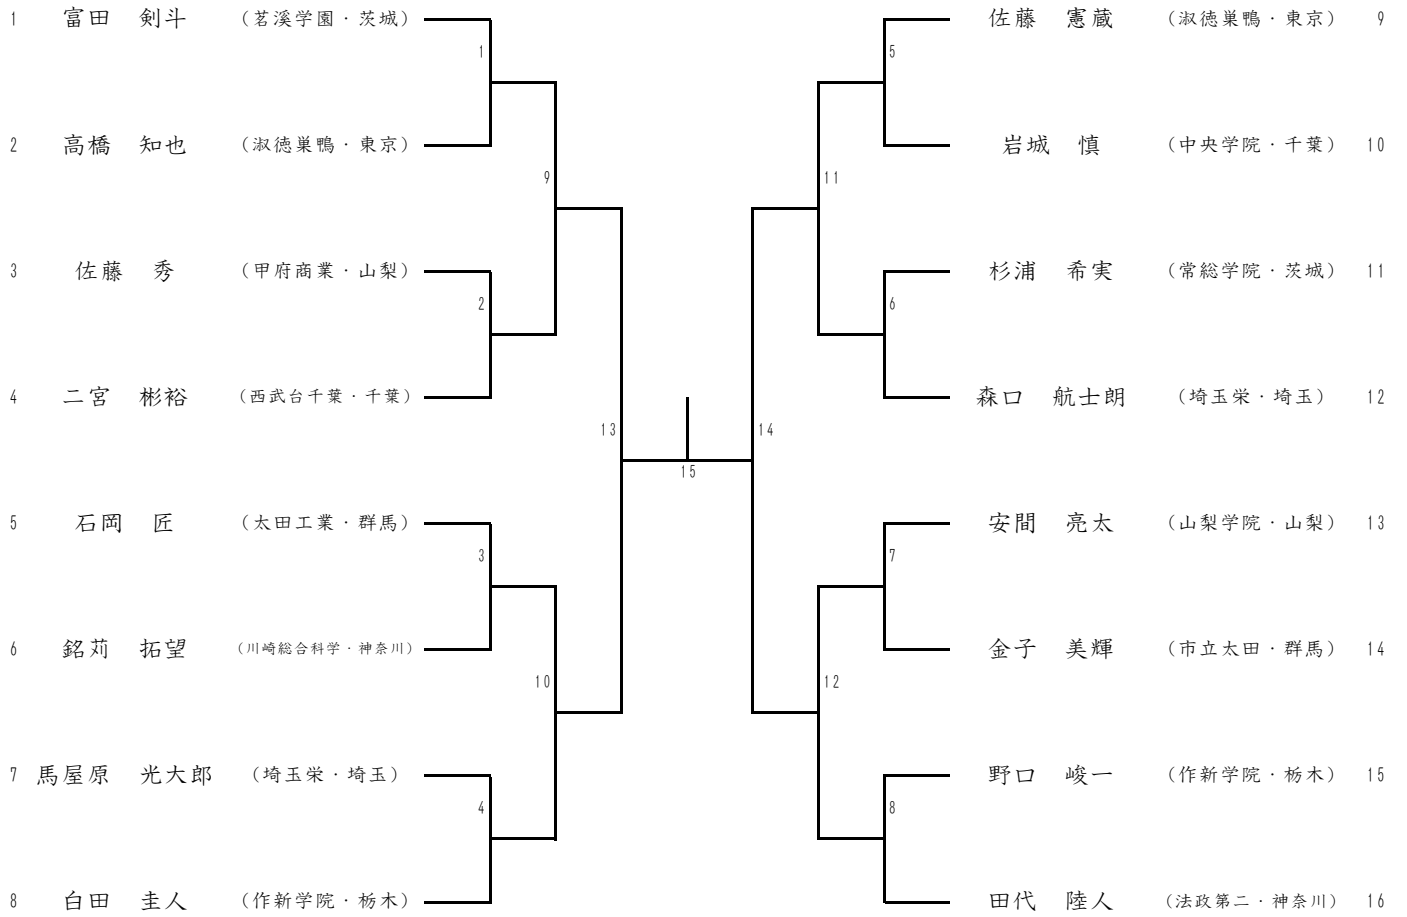 1 富田 剣斗 (茗溪学園・茨城)
1
2 高橋 知也 (淑徳巣鴨・東京)
9
3 佐藤 秀 (甲府商業・山梨)
2
4 二宮 彬裕 (西武台千葉・千葉)
13
5 石岡 匠 (太田工業・群馬)
3
6 銘苅 拓望 (川崎総合科学・神奈川)
10
7 馬屋原 光大郎 (埼玉栄・埼玉)
4
8 白田 圭人 (作新学院・栃木)
15
佐藤 憲蔵 (淑徳巣鴨・東京) 9
5
岩城 慎 (中央学院・千葉) 10
11
杉浦 希実 (常総学院・茨城) 11
6
森口 航士朗 (埼玉栄・埼玉) 12
14
安間 亮太 (山梨学院・山梨) 13
7
金子 美輝 (市立太田・群馬) 14
12
野口 峻一 (作新学院・栃木) 15
8
田代 陸人 (法政第二・神奈川) 16